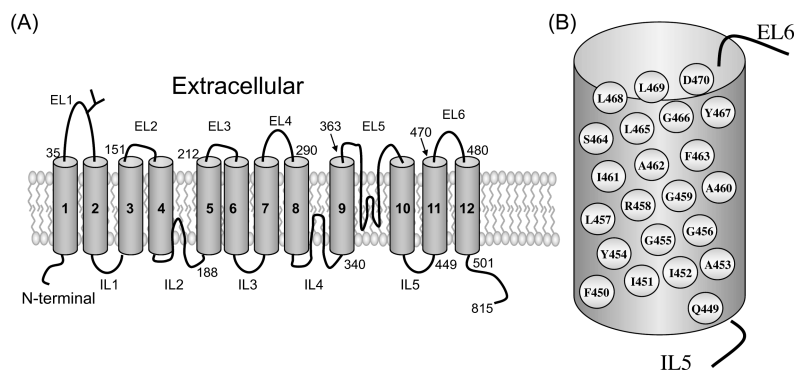 (A)
(B)
Extracellular
EL1
EL2
EL3
EL4
EL5
EL6
35
151
212
290
363
470
480
1
2
3
4
5
6
7
8
9
10
11
12
188
340
449
501
N-terminal
IL1
IL2
IL3
IL4
IL5
815
EL6
L468
L469
D470
S464
L465
G466
Y467
I461
A462
F463
L457
R458
G459
A460
Y454
G455
G456
F450
I451
I452
A453
Q449
IL5